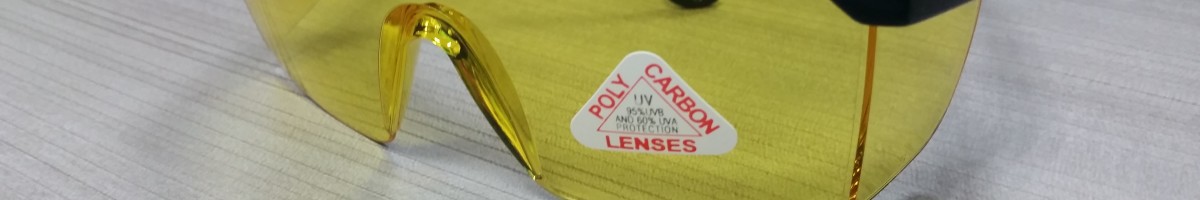 POLY CARBON
UV
95% UVB
AND 60% UVA
PROTECTION
LENSES